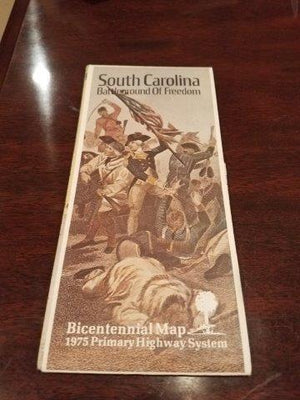 South Carolina
Battleground Of Freedom
Bicentennial Map
1975 Primary Highway System